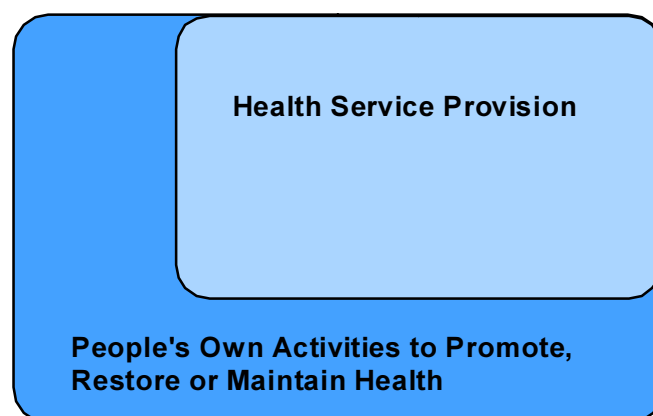 Health Service Provision
People's Own Activities to Promote,
Restore or Maintain Health